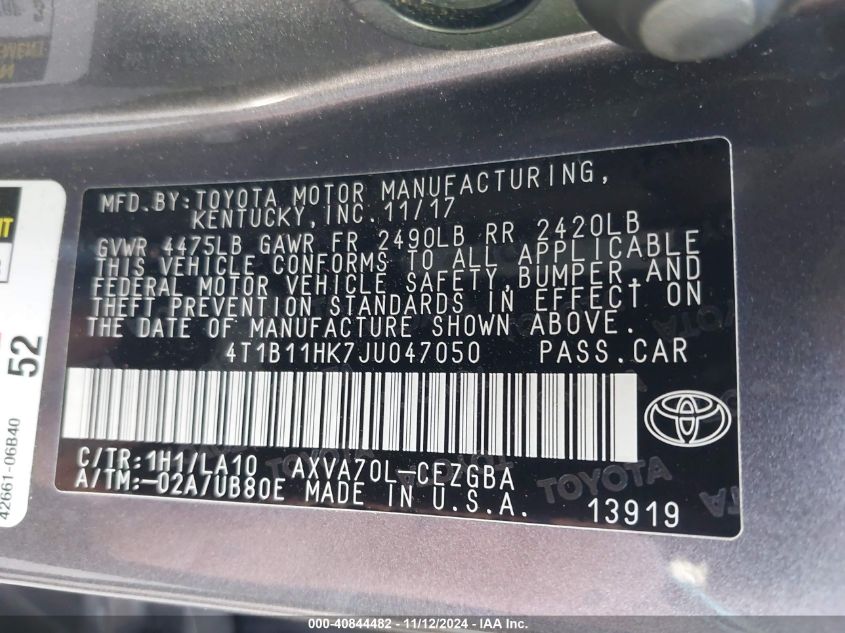 MFD.BY:TOYOTA MOTOR MANUFACTURING,
KENTUCKY,INC.11/17
GVWR 4475LB GAWR FR 2490LB RR 2420LB
THIS VEHICLE CONFORMS TO ALL APPLICABLE
FEDERAL MOTOR VEHICLE SAFETY,BUMPER,AND
THEFT PREVENTION STANDARDS IN EFFECT ON
THE DATE OF MANUFACTURE SHOWN ABOVE.
4T1B11HK7JU047050 PASS.CAR
C/TR:1H1/LA10 AXVA70L-CEZGBA
A/TM:-02A/UB80E MADE IN U.S.A.
13919
TOYOTA
52
42661-06B40
000-40844482 - 11/12/2024 - IAA Inc.